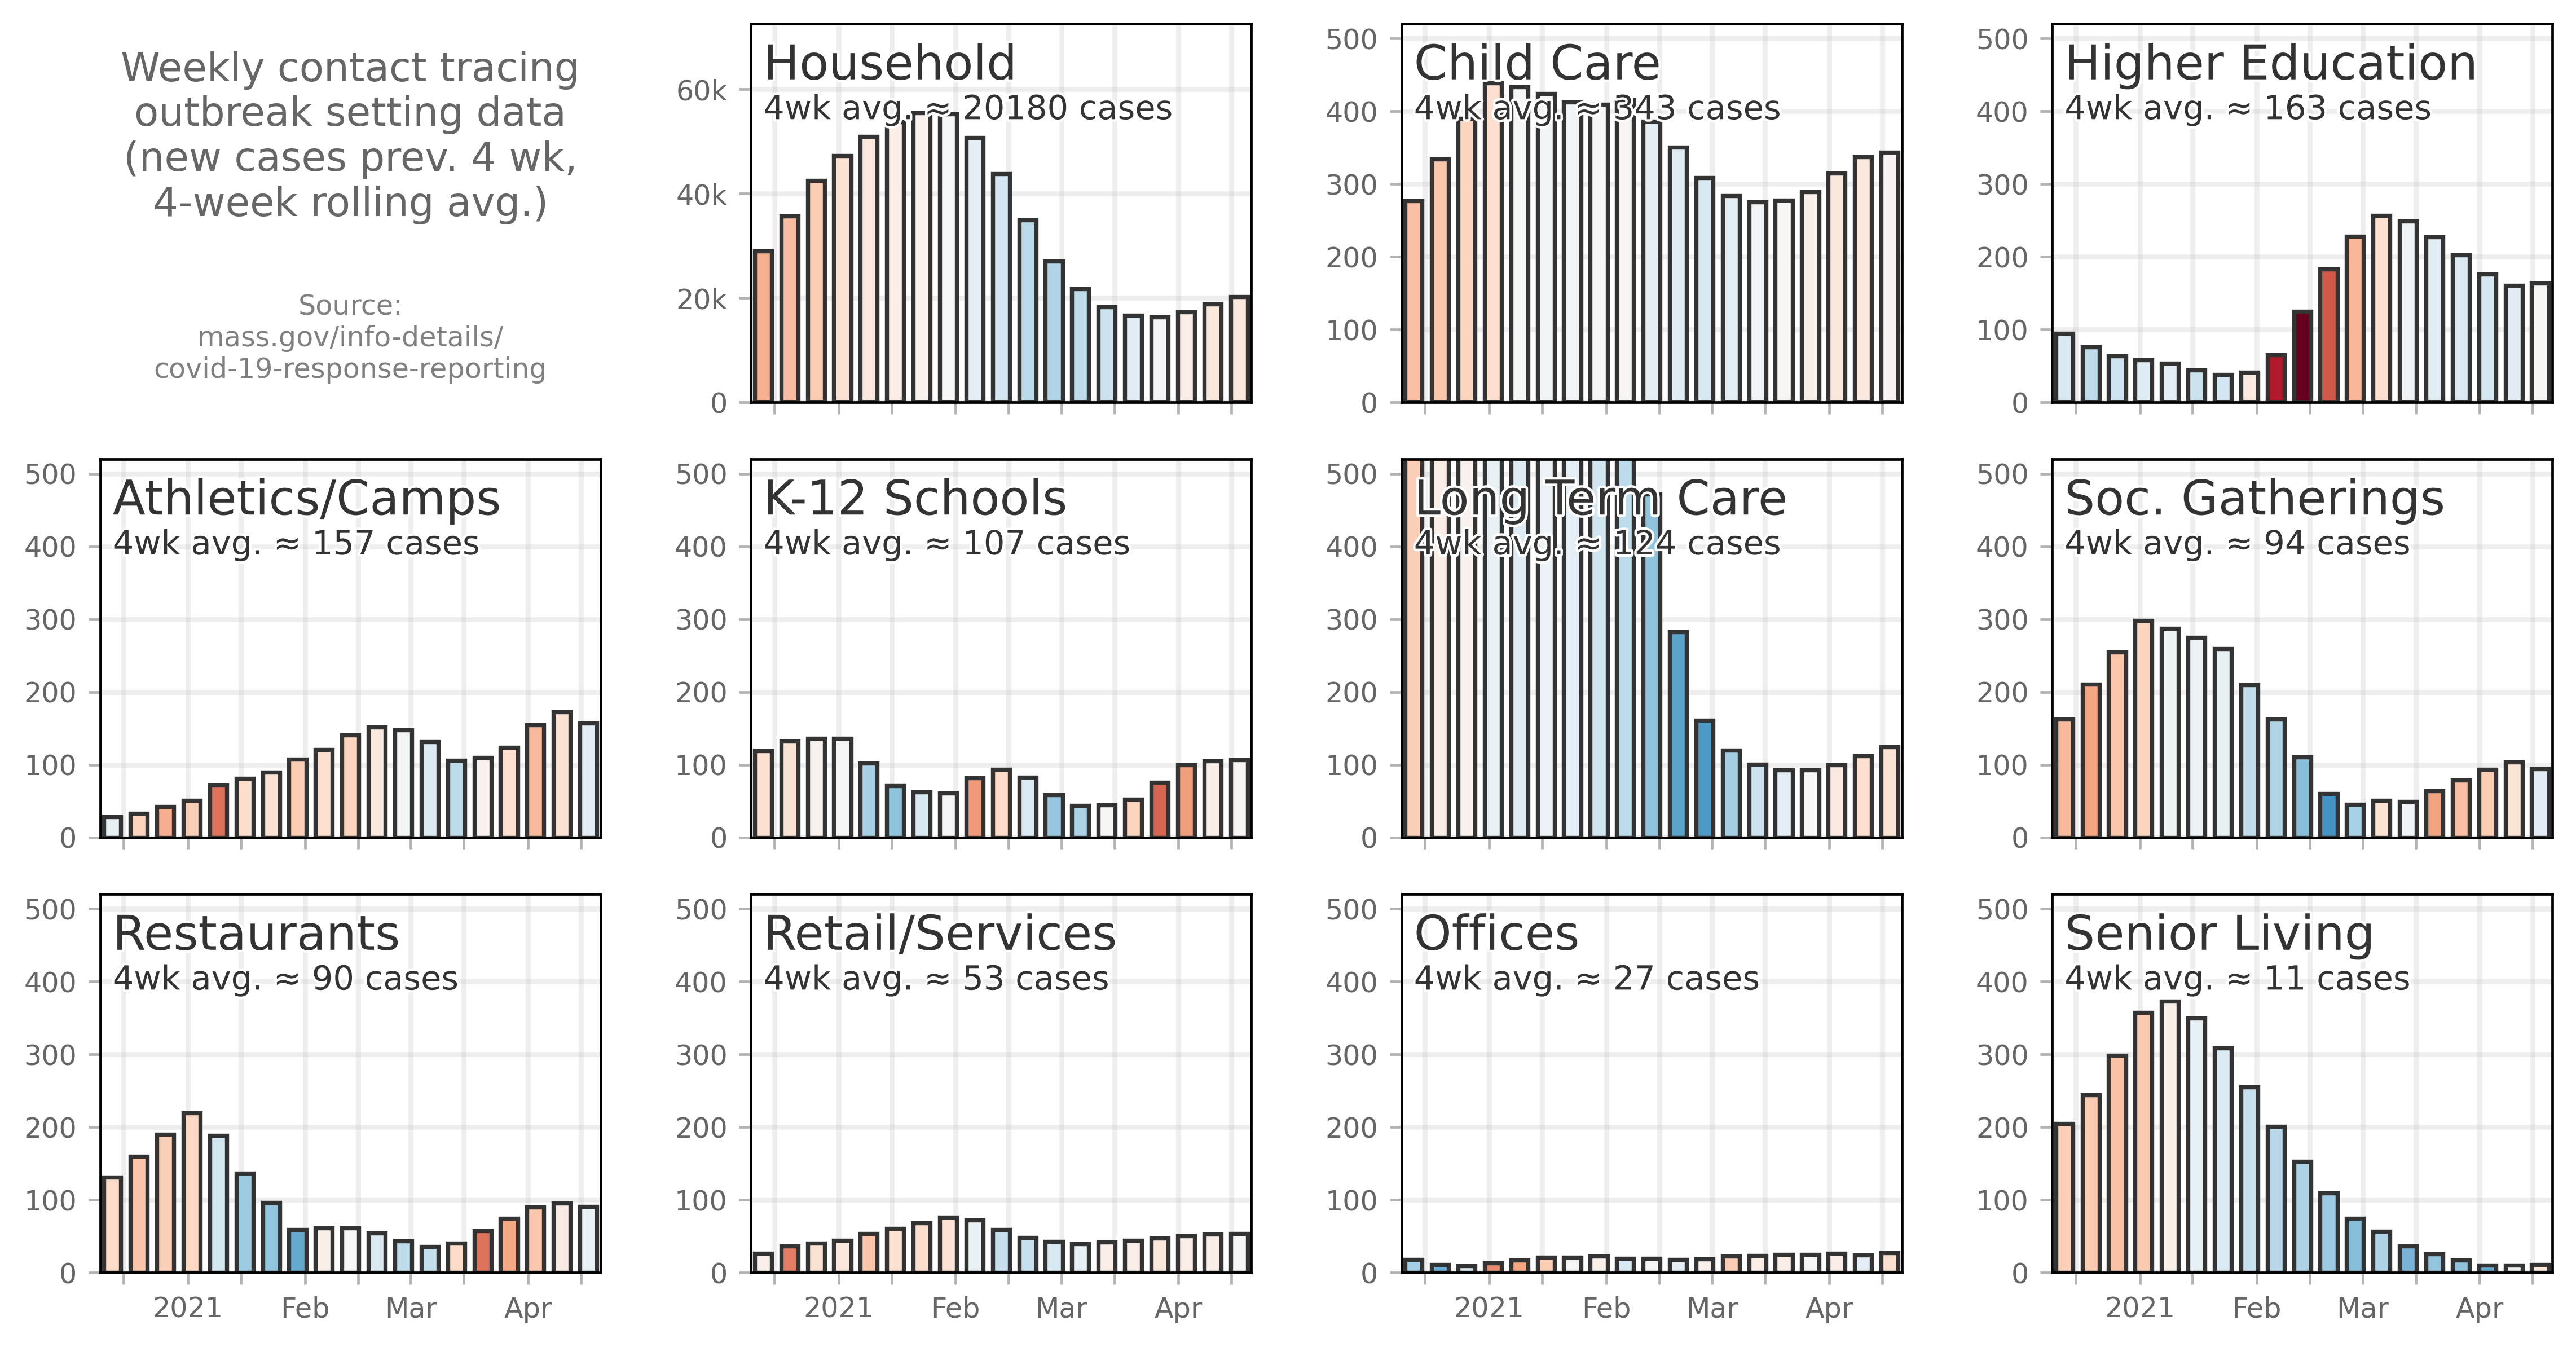 Weekly contact tracing
outbreak setting data
(new cases prev. 4 wk,
4-week rolling avg.)
Source:
mass.gov/info-details/
covid-19-response-reporting
Household
4wk avg. ≈ 20180 cases
60k
40k
20k
0
Child Care
4wk avg. ≈ 343 cases
500
400
300
200
100
0
Higher Education
4wk avg. ≈ 163 cases
500
400
300
200
100
0
Athletics/Camps
4wk avg. ≈ 157 cases
500
400
300
200
100
0
K-12 Schools
4wk avg. ≈ 107 cases
500
400
300
200
100
0
Long Term Care
4wk avg. ≈ 124 cases
500
400
300
200
100
0
Soc. Gatherings
4wk avg. ≈ 94 cases
500
400
300
200
100
0
Restaurants
4wk avg. ≈ 90 cases
500
400
300
200
100
0
2021 Feb Mar Apr
Retail/Services
4wk avg. ≈ 53 cases
500
400
300
200
100
0
2021 Feb Mar Apr
Offices
4wk avg. ≈ 27 cases
500
400
300
200
100
0
2021 Feb Mar Apr
Senior Living
4wk avg. ≈ 11 cases
500
400
300
200
100
0
2021 Feb Mar Apr